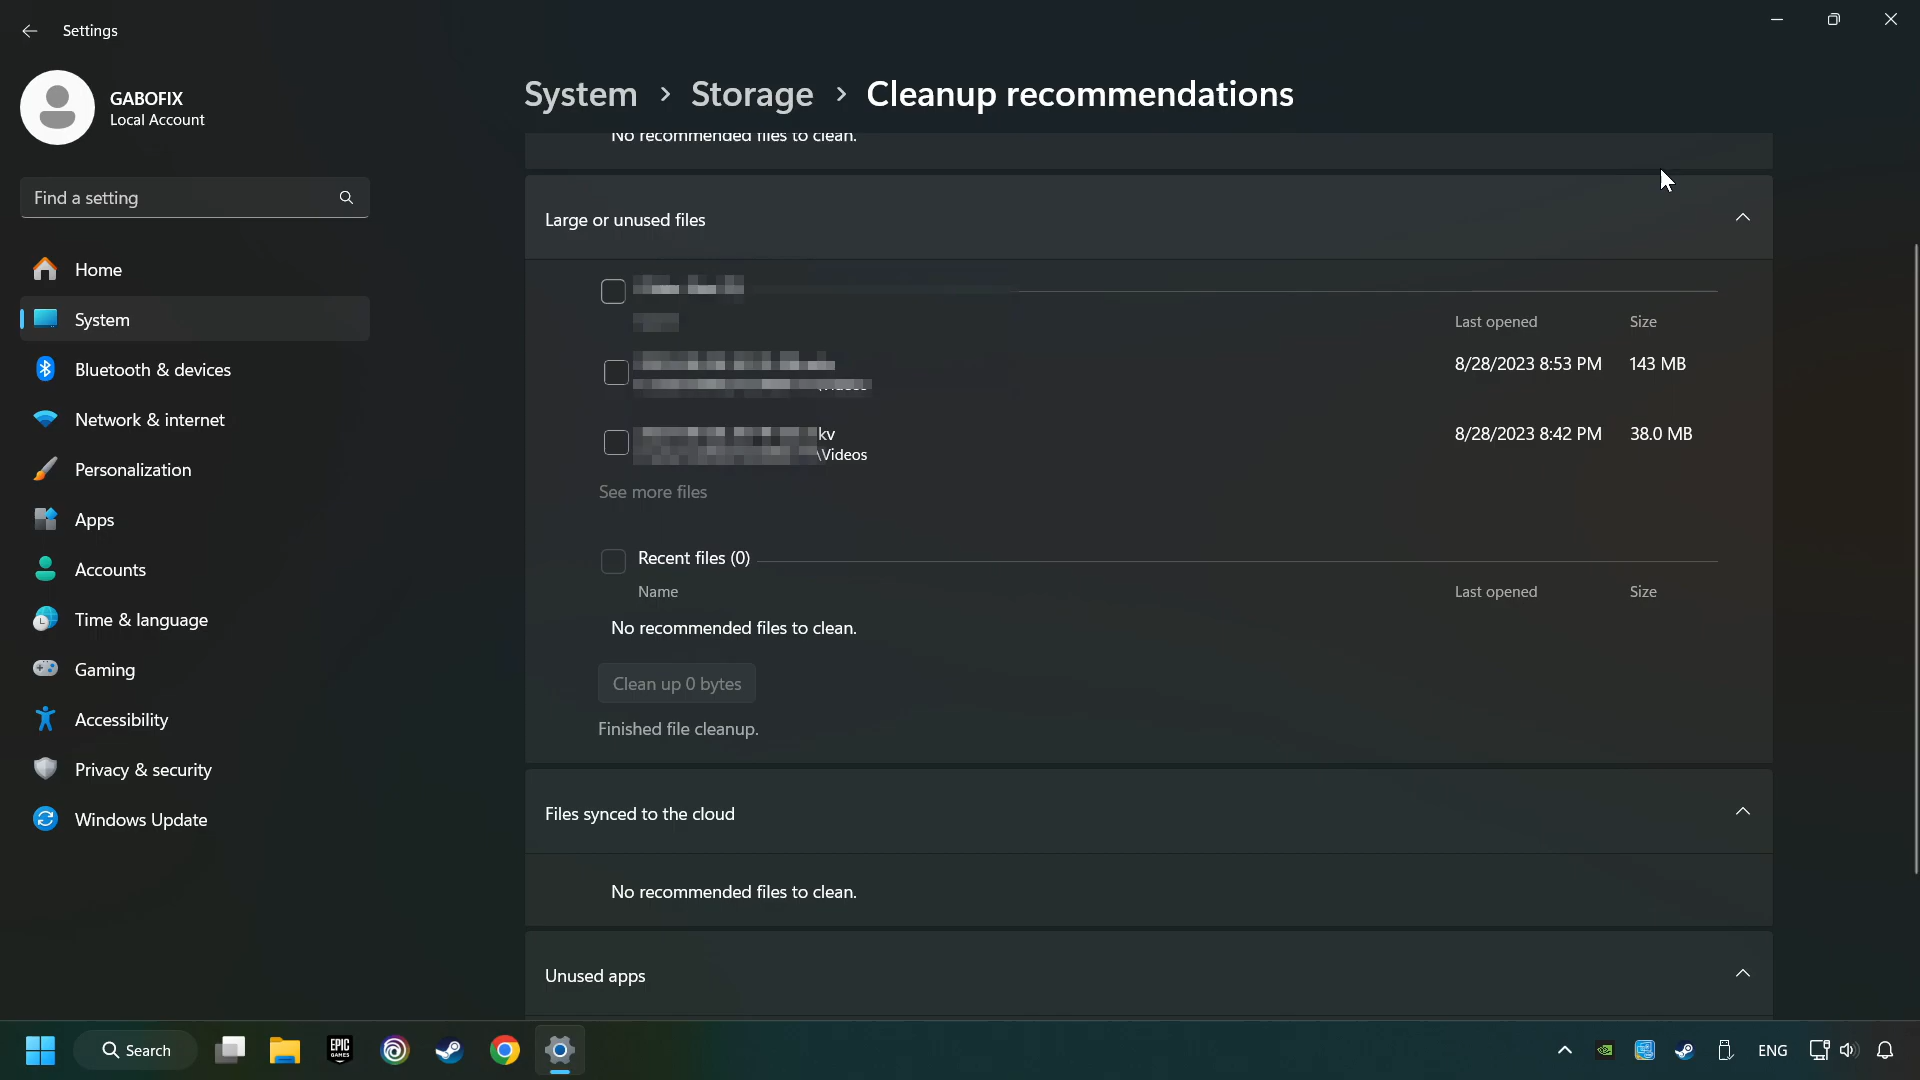 Settings
GABOFIX
Local Account
Find a setting
Home
System
Bluetooth & devices
Network & internet
Personalization
Apps
Accounts
Time & language
Gaming
Accessibility
Privacy & security
Windows Update
System > Storage > Cleanup recommendations
No recommended files to clean.
Large or unused files
Last opened Size
8/28/2023 8:53 PM 143 MB
kv 8/28/2023 8:42 PM 38.0 MB
\Videos
See more files
Recent files (0)
Name Last opened Size
No recommended files to clean.
Clean up 0 bytes
Finished file cleanup.
Files synced to the cloud
No recommended files to clean.
Unused apps
Search
EPIC
GAMES
ENG